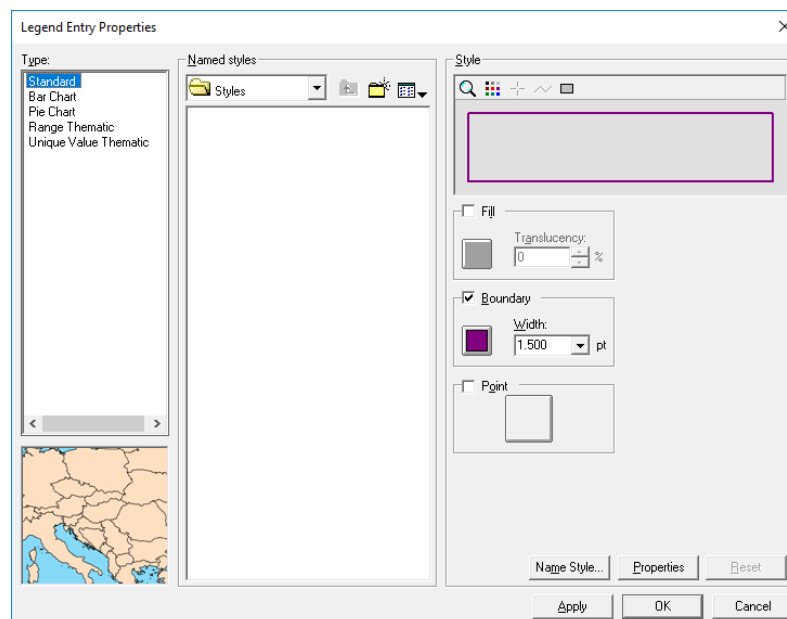 Legend Entry Properties
Type:
Standard
Bar Chart
Pie Chart
Range Thematic
Unique Value Thematic
Named styles
Styles
Style
Fill
Translucency:
0 %
Boundary
Width:
1.500 pt
Point
Name Style... Properties Reset
Apply OK Cancel